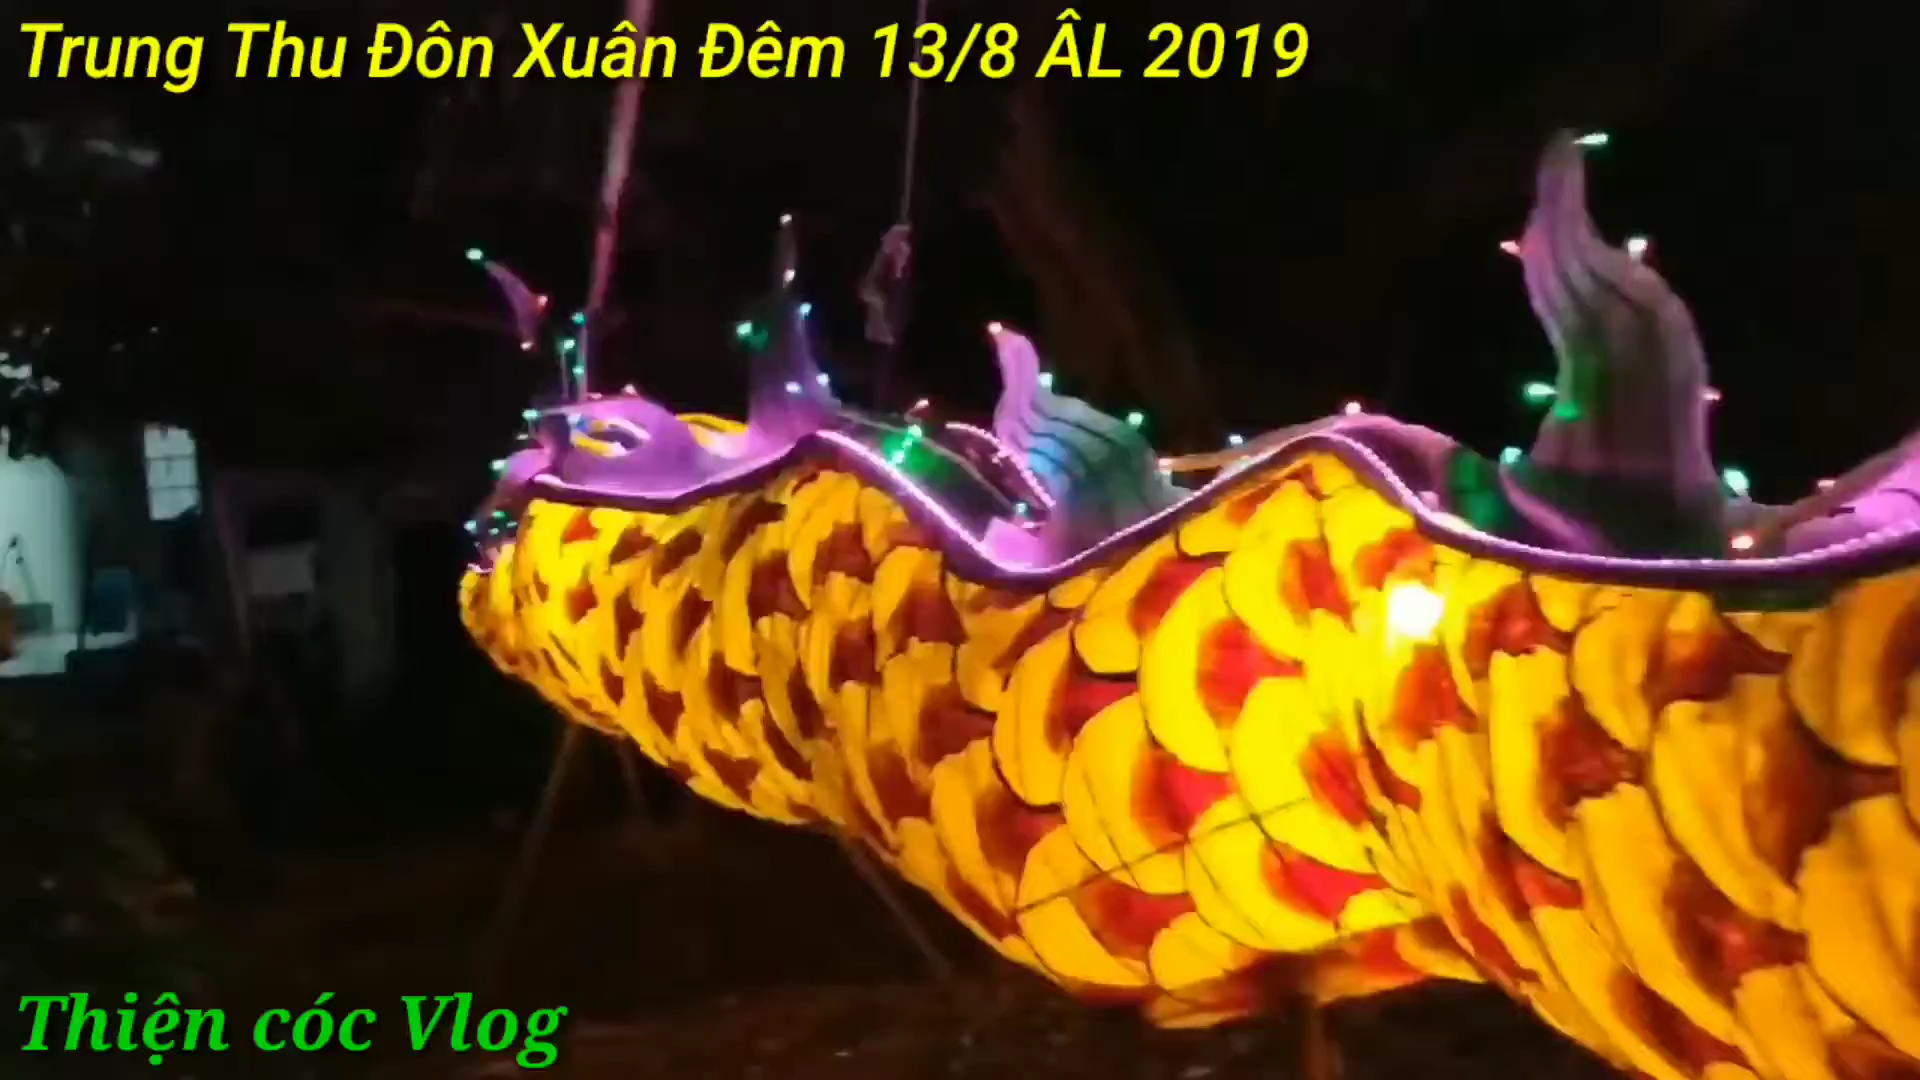 Trung Thu Đôn Xuân Đêm 13/8 ÂL 2019
Thiện cóc Vlog